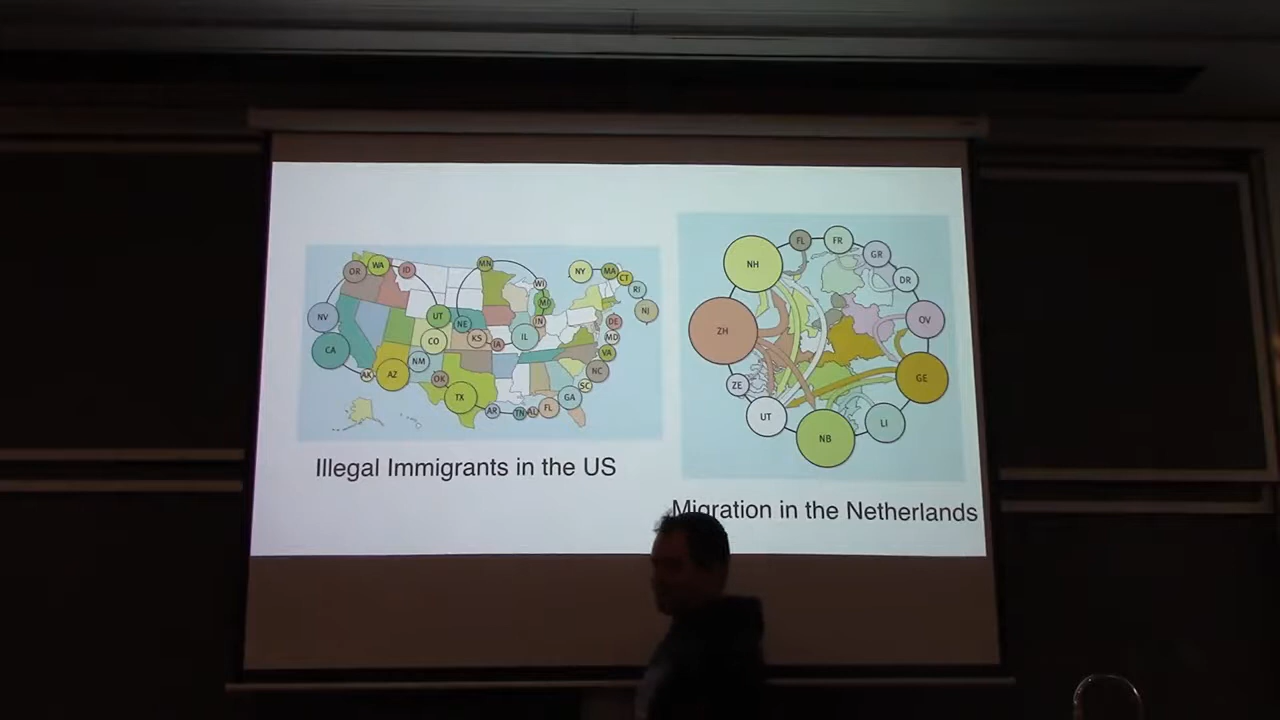 OR
WA
ID
MN
WI
MI
NY
MA
CT
RI
NJ
NV
UT
NE
IN
DE
CA
CO
KS
IA
IL
MD
VA
AK
AZ
NM
OK
NC
SC
TX
AR
TN
AL
FL
GA
Illegal Immigrants in the US
NH
FL
FR
GR
DR
ZH
OV
ZE
GE
UT
NB
LI
Migration in the Netherlands